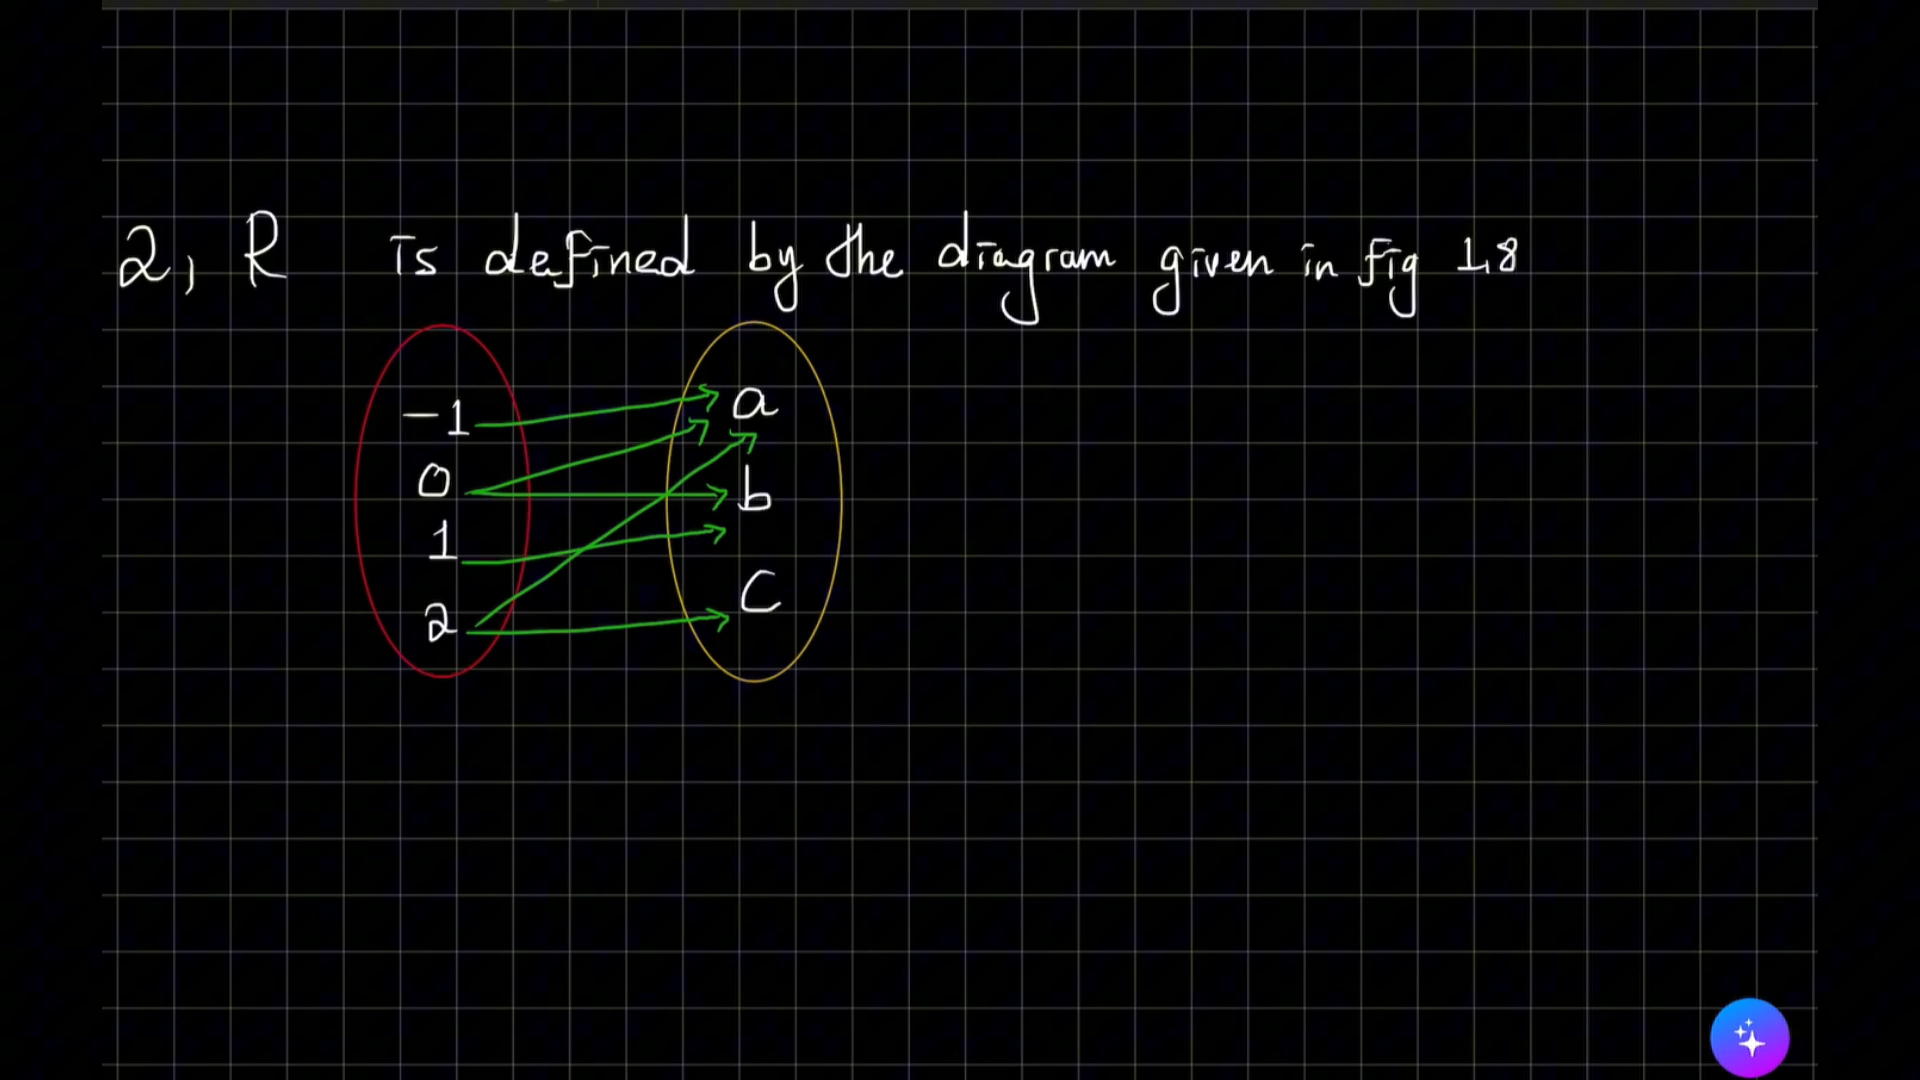 2, R is defined by the diagram given in fig 1.8
-1 a
0 b
1
c
2